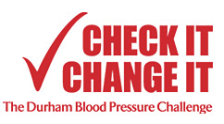 CHECK IT
CHANGE IT
The Durham Blood Pressure Challenge